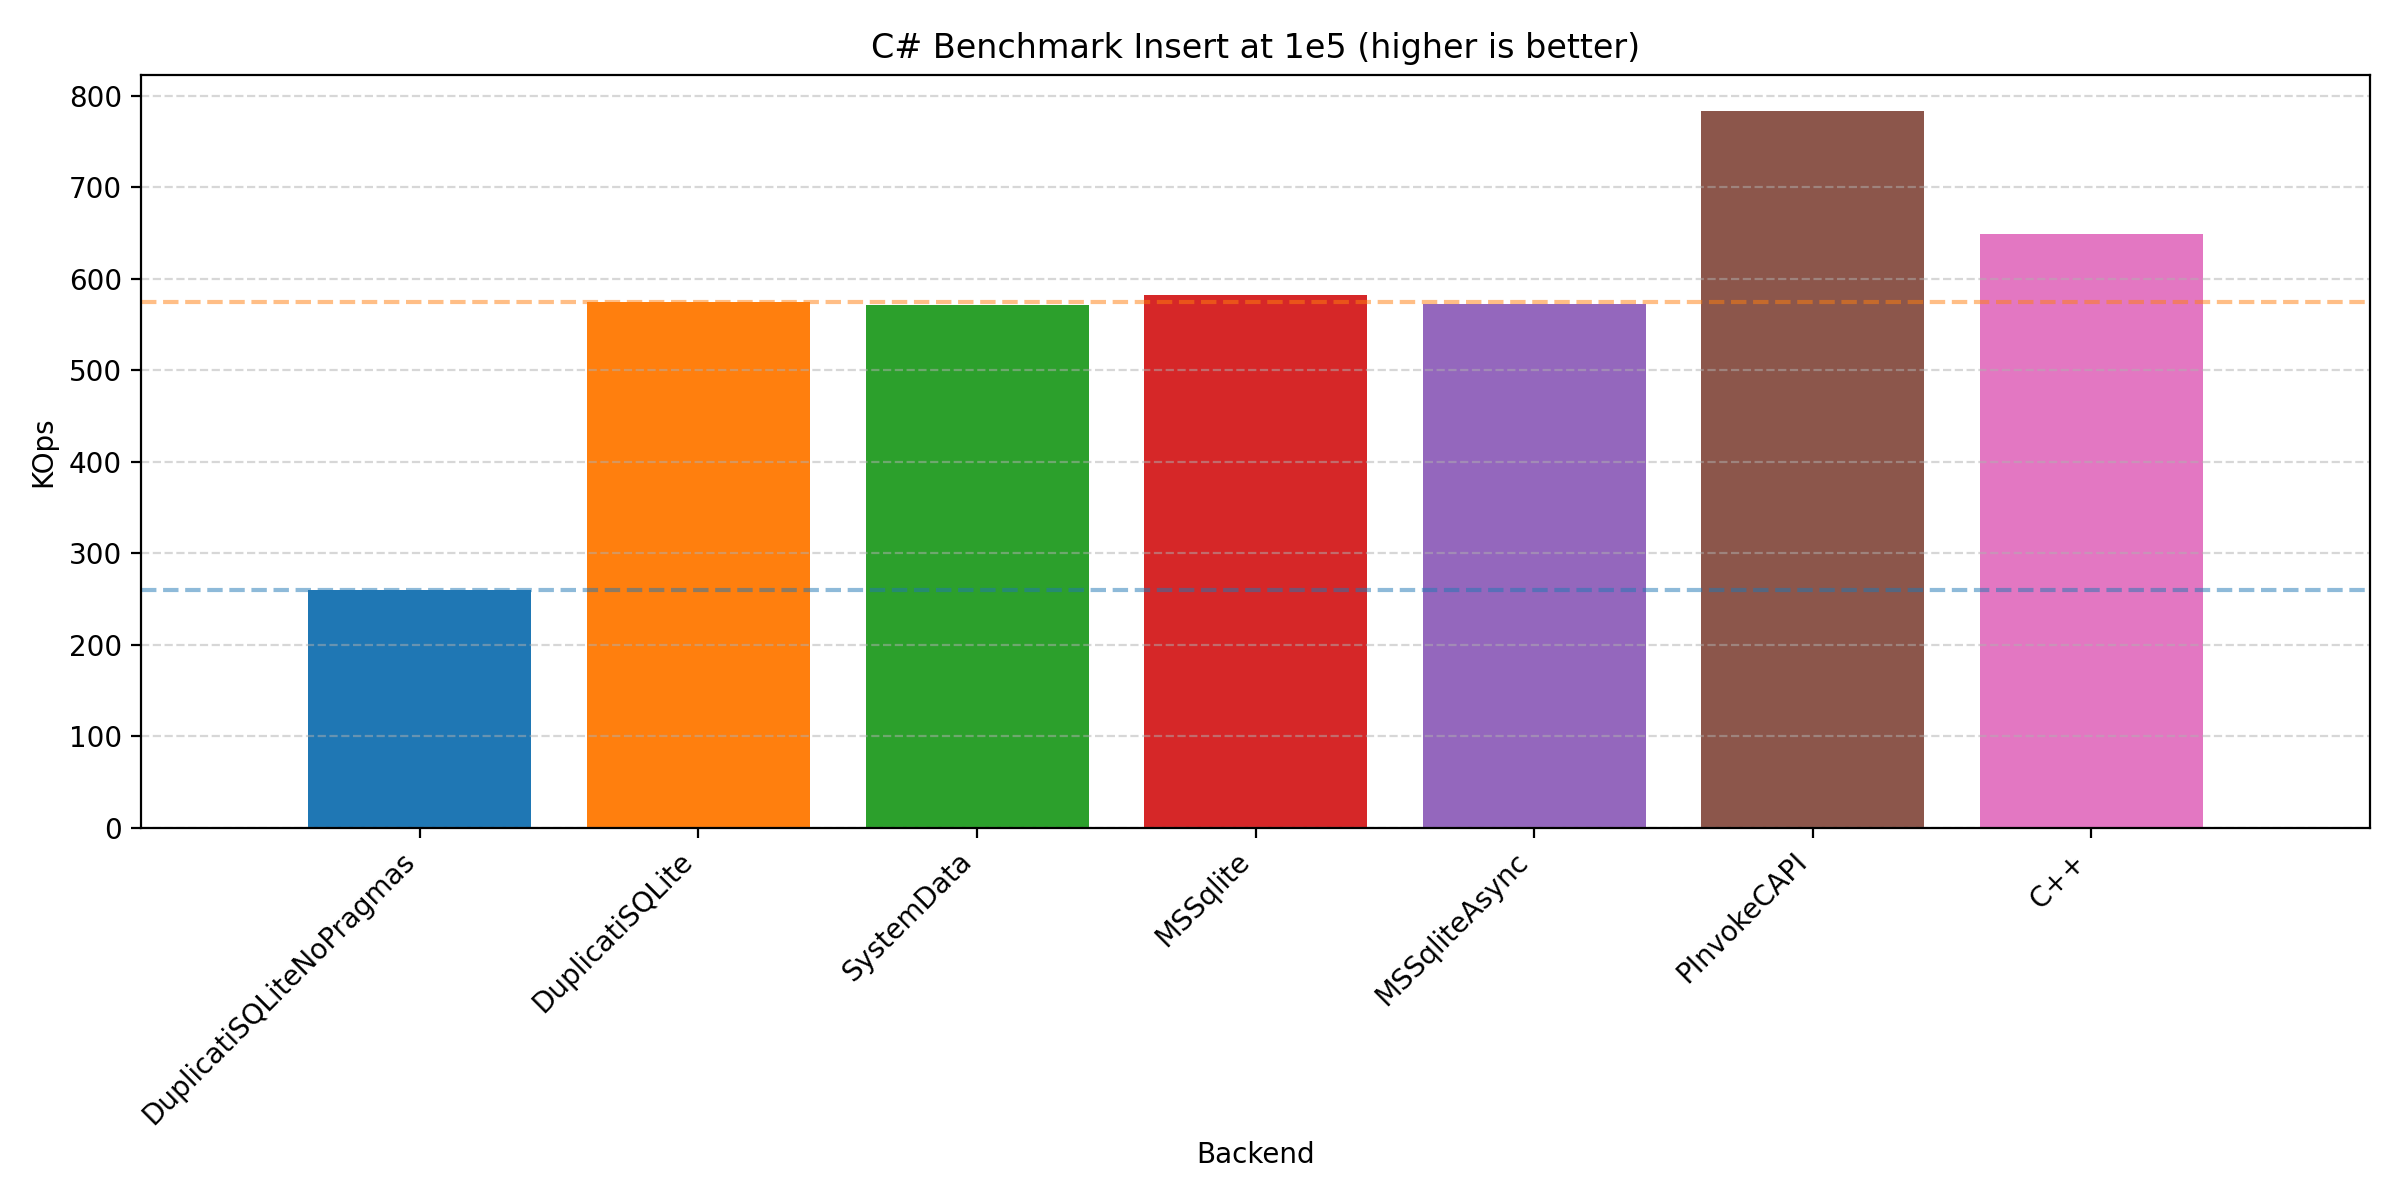 C# Benchmark Insert at 1e5 (higher is better)
KOps
800
700
600
500
400
300
200
100
0
DuplicatiSQLiteNoPragmas
DuplicatiSQLite
SystemData
MSSqlite
MSSqliteAsync
PInvokeCAPI
C++
Backend